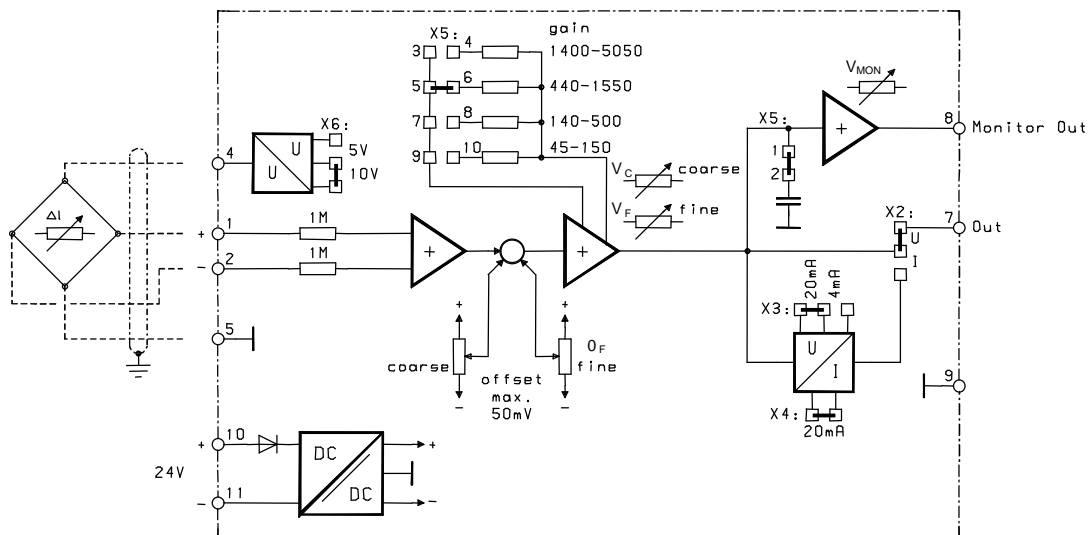 gain
X5: 4
3 1400-5050
6
5 440-1550
8
7 140-500
10
9 45-150
V_MON
X5:
1
2
8 Monitor Out
X6:
U
U
5V
10V
4
V_C coarse
V_F fine
Δl
+ 1 1M
- 2 1M
+
+
+
X2:
U
I
7 Out
20mA
4mA
X3:
U
I
X4:
20mA
5
+
+
coarse
O_F
fine
-
-
offset
max.
50mV
9
24V
+ 10
- 11
DC
DC
+
-